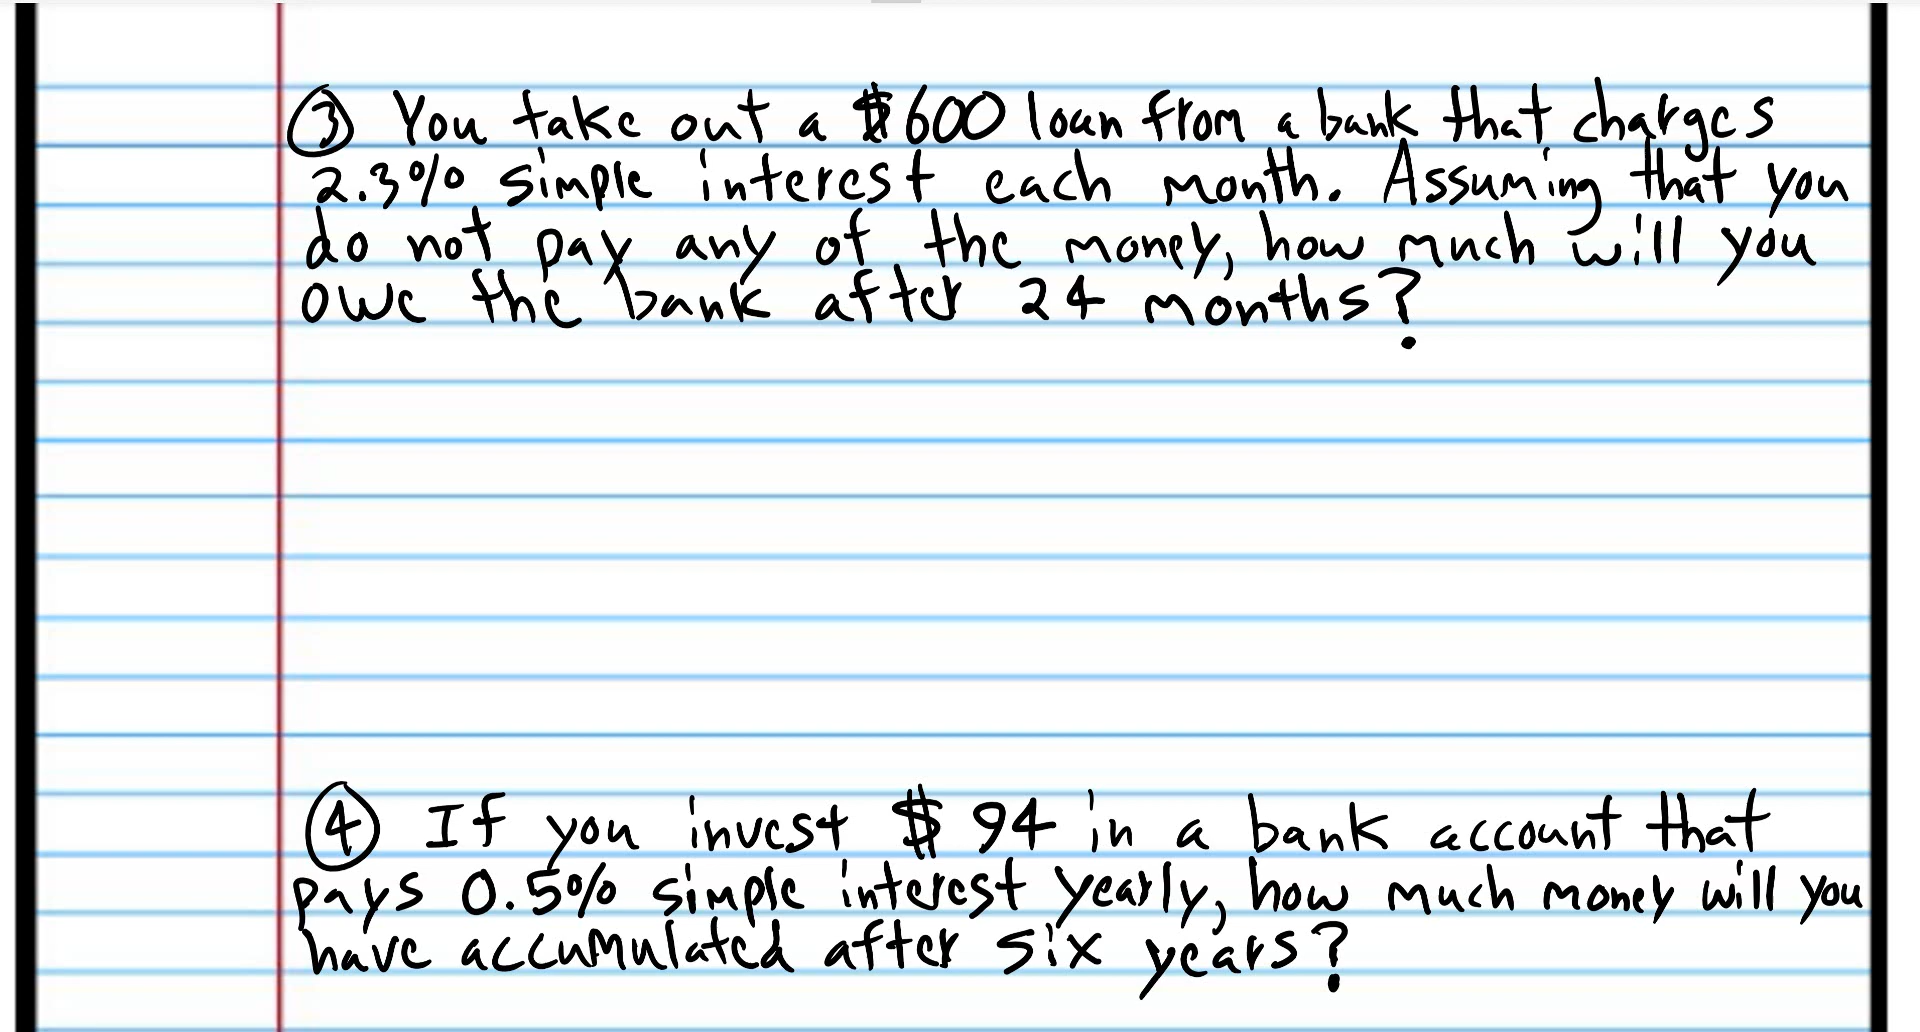 ③ You take out a $600 loan from a bank that charges
2.3% simple interest each month. Assuming that you
do not pay any of the money, how much will you
owe the bank after 24 months?
④ If you invest $94 in a bank account that
pays 0.5% simple interest yearly, how much money will you
have accumulated after six years?